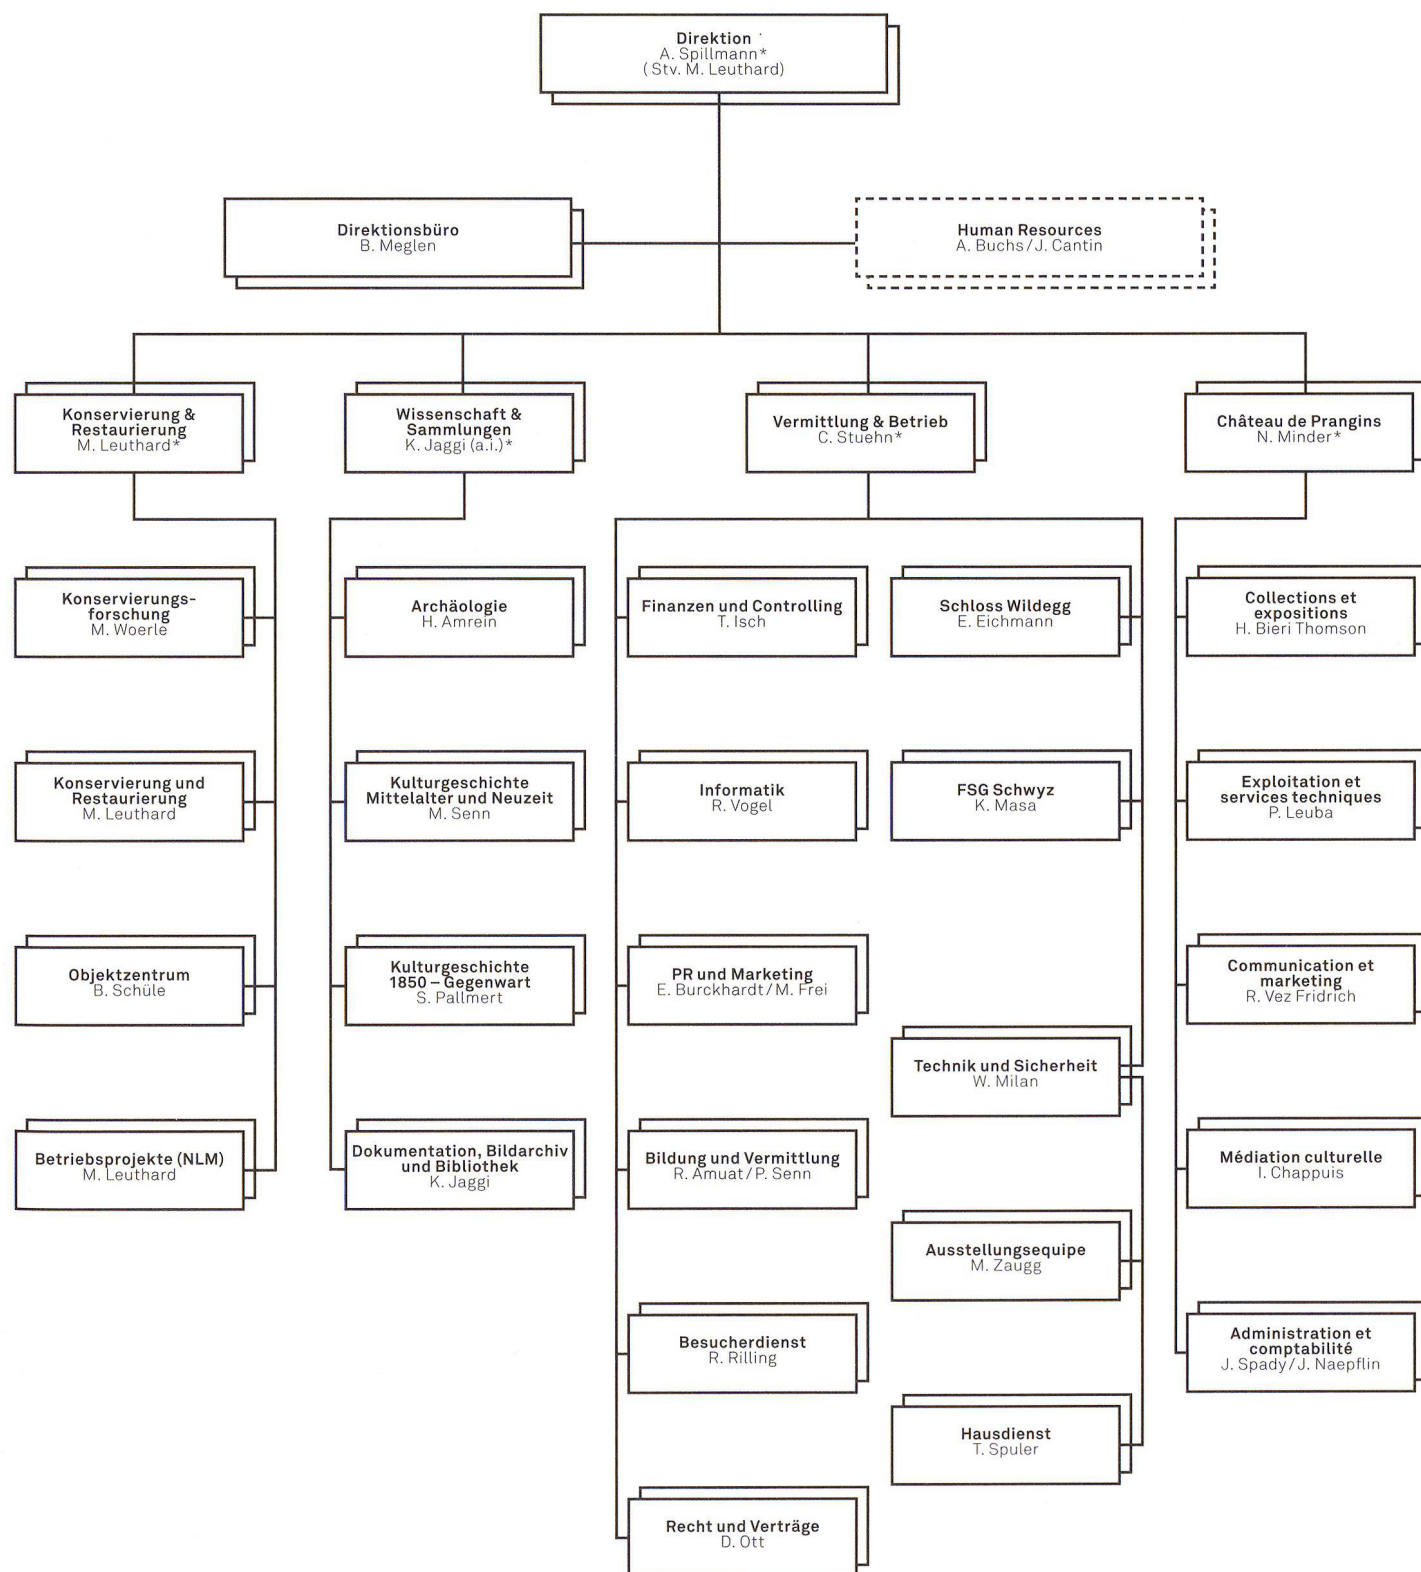 Direktion
A. Spillmann*
(Stv. M. Leuthard)
Direktionsbüro
B. Meglen
Human Resources
A. Buchs/J. Cantin
Konservierung &
Restaurierung
M. Leuthard*
Wissenschaft &
Sammlungen
K. Jaggi (a.i.)*
Vermittlung & Betrieb
C. Stuehn*
Château de Prangins
N. Minder*
Konservierungs-
forschung
M. Woerle
Konservierung und
Restaurierung
M. Leuthard
Objektzentrum
B. Schüle
Betriebsprojekte (NLM)
M. Leuthard
Archäologie
H. Amrein
Kulturgeschichte
Mittelalter und Neuzeit
M. Senn
Kulturgeschichte
1850 – Gegenwart
S. Pallmert
Dokumentation, Bildarchiv
und Bibliothek
K. Jaggi
Finanzen und Controlling
T. Isch
Informatik
R. Vogel
PR und Marketing
E. Burckhardt/M. Frei
Bildung und Vermittlung
R. Amuat/P. Senn
Besucherdienst
R. Rilling
Recht und Verträge
D. Ott
Schloss Wildegg
E. Eichmann
FSG Schwyz
K. Masa
Technik und Sicherheit
W. Milan
Ausstellungsequipe
M. Zaugg
Hausdienst
T. Spuler
Collections et
expositions
H. Bieri Thomson
Exploitation et
services techniques
P. Leuba
Communication et
marketing
R. Vez Fridrich
Médiation culturelle
I. Chappuis
Administration et
comptabilité
J. Spady/J. Naepflin